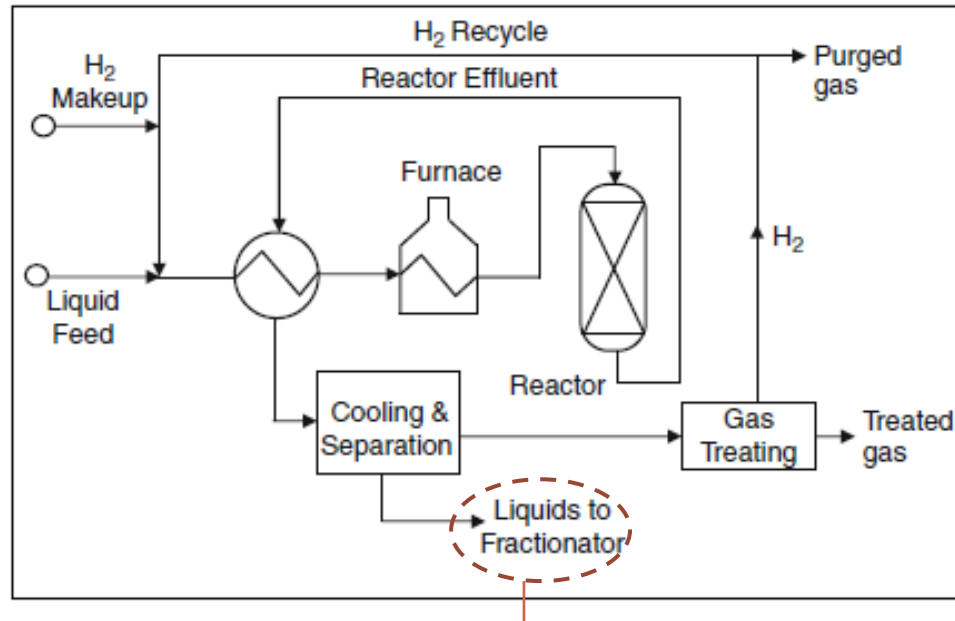 H₂ Recycle
Purged
gas
H₂
Makeup
Reactor Effluent
Furnace
H₂
Liquid
Feed
Reactor
Cooling &
Separation
Gas
Treating
Treated
gas
Liquids to
Fractionator